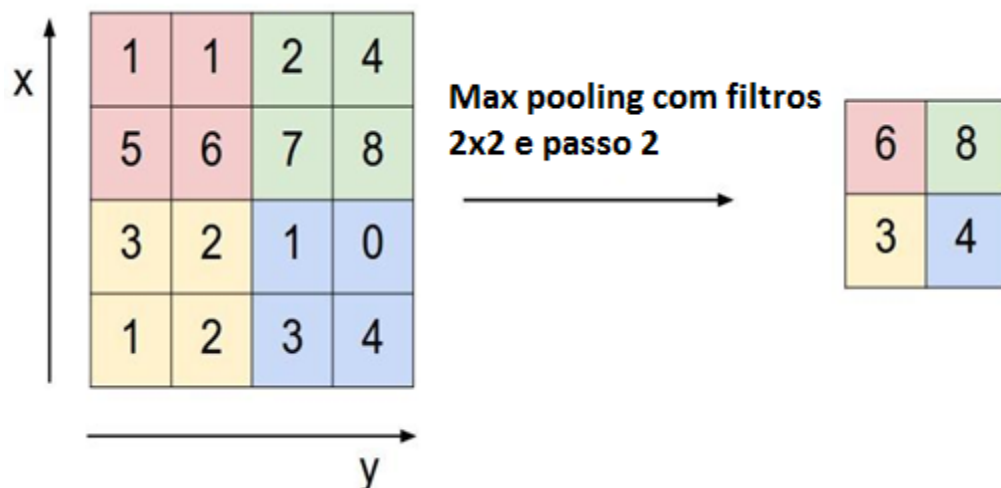 x
1 1 2 4
5 6 7 8
3 2 1 0
1 2 3 4
y
Max pooling com filtros
2x2 e passo 2
6 8
3 4